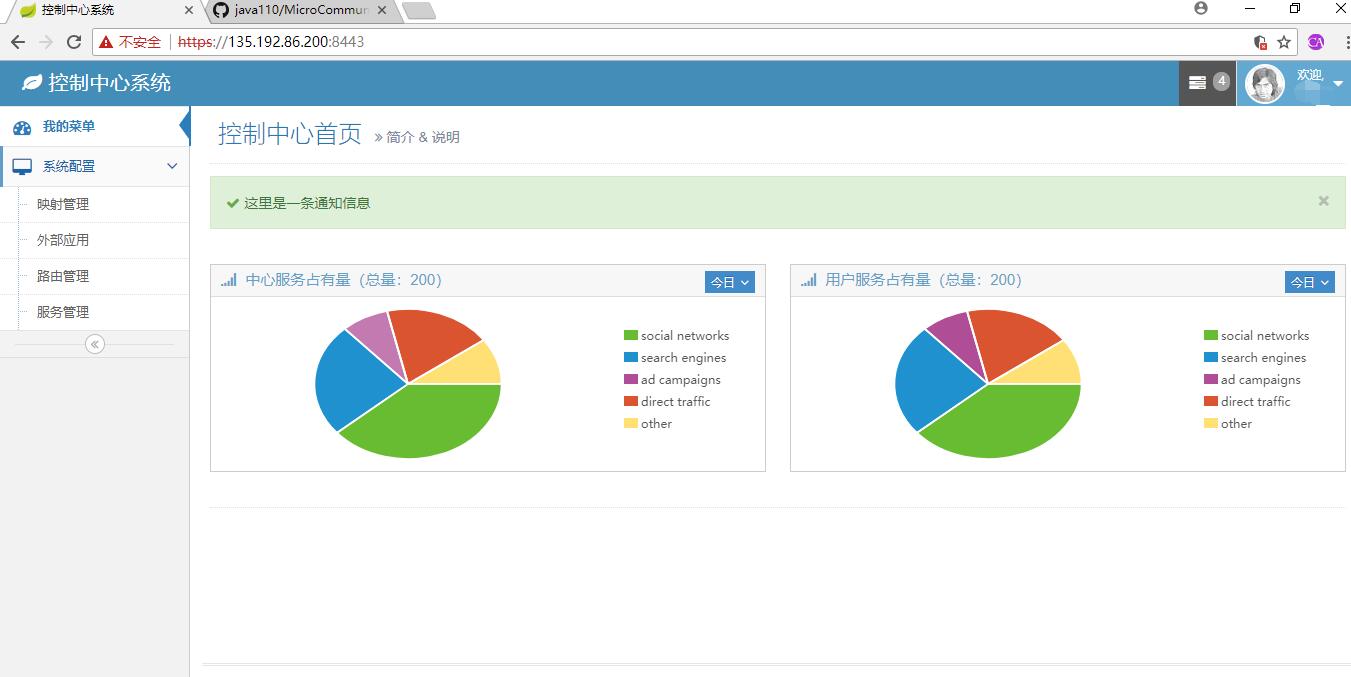 控制中心系统
java110/MicroCommun
不安全 https://135.192.86.200:8443
CA
控制中心系统
4
欢迎,
我的菜单
系统配置
映射管理
外部应用
路由管理
服务管理
控制中心首页 » 简介 & 说明
这里是一条通知信息
中心服务占有量（总量：200）
今日
social networks
search engines
ad campaigns
direct traffic
other
用户服务占有量（总量：200）
今日
social networks
search engines
ad campaigns
direct traffic
other